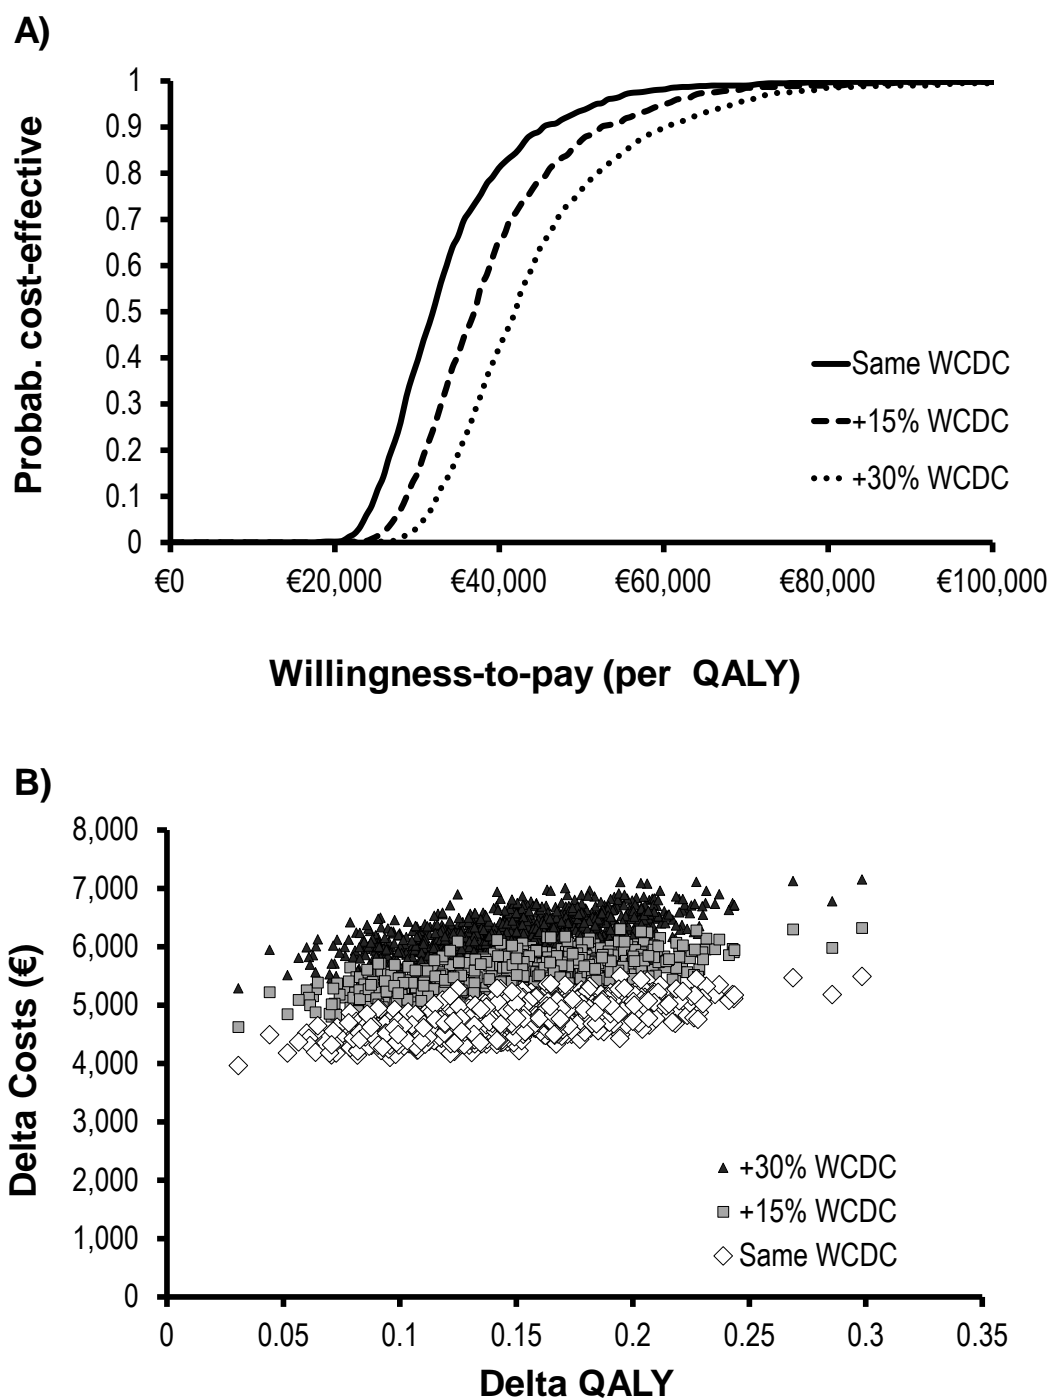 A)
Probab. cost-effective
1
0.9
0.8
0.7
0.6
0.5
0.4
0.3
0.2
0.1
0
€0 €20,000 €40,000 €60,000 €80,000 €100,000
Same WCDC
+15% WCDC
+30% WCDC
Willingness-to-pay (per QALY)
B)
Delta Costs (€)
8,000
7,000
6,000
5,000
4,000
3,000
2,000
1,000
0
+30% WCDC
+15% WCDC
Same WCDC
0 0.05 0.1 0.15 0.2 0.25 0.3 0.35
Delta QALY